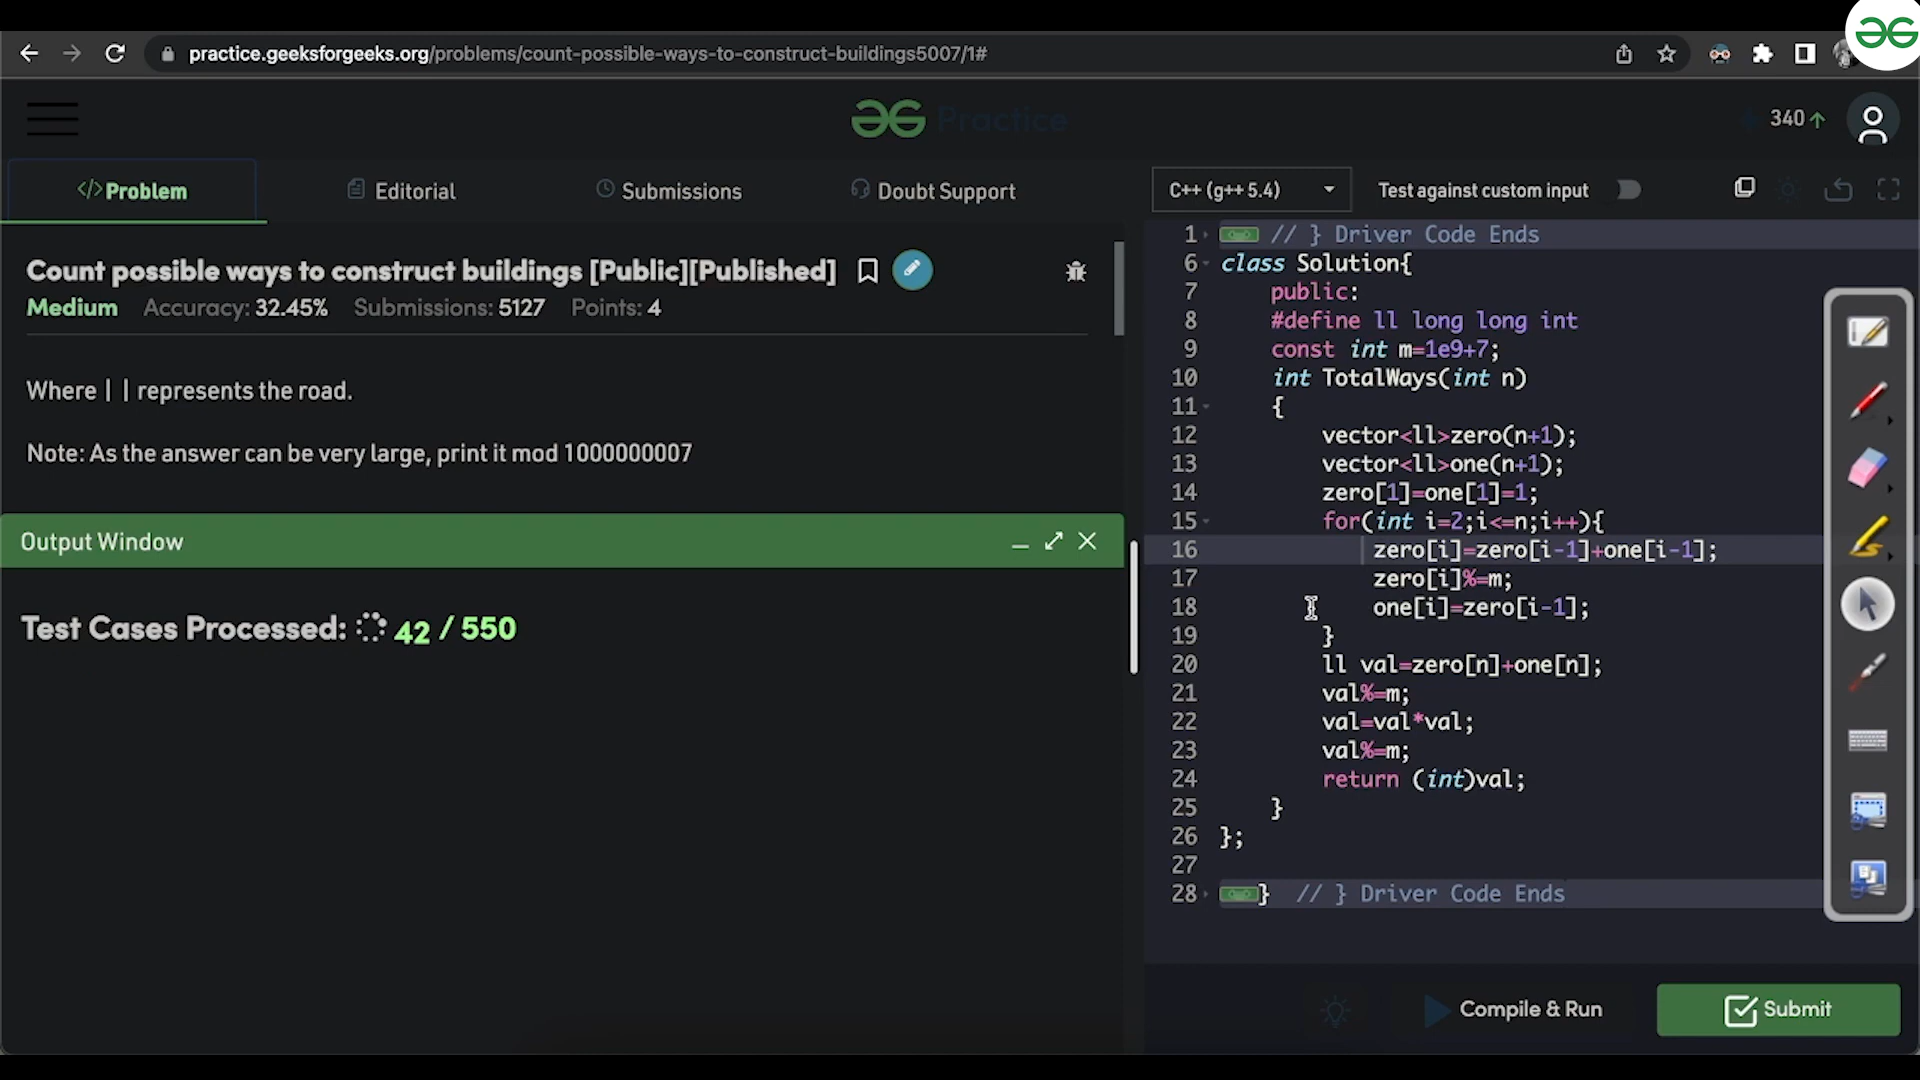 practice.geeksforgeeks.org/problems/count-possible-ways-to-construct-buildings5007/1#
Practice
340
</>Problem
Editorial
Submissions
Doubt Support
C++ (g++ 5.4)
Test against custom input
Count possible ways to construct buildings [Public][Published]
Medium Accuracy: 32.45% Submissions: 5127 Points: 4
Where | | represents the road.
Note: As the answer can be very large, print it mod 1000000007
Output Window
Test Cases Processed: 42 / 550
1 // } Driver Code Ends
6 class Solution{
7 public:
8 #define ll long long int
9 const int m=1e9+7;
10 int TotalWays(int n)
11 {
12 vector<ll>zero(n+1);
13 vector<ll>one(n+1);
14 zero[1]=one[1]=1;
15 for(int i=2;i<=n;i++){
16 zero[i]=zero[i-1]+one[i-1];
17 zero[i]%=m;
18 one[i]=zero[i-1];
19 }
20 ll val=zero[n]+one[n];
21 val%=m;
22 val=val*val;
23 val%=m;
24 return (int)val;
25 }
26 };
27
28 } // } Driver Code Ends
Compile & Run
Submit